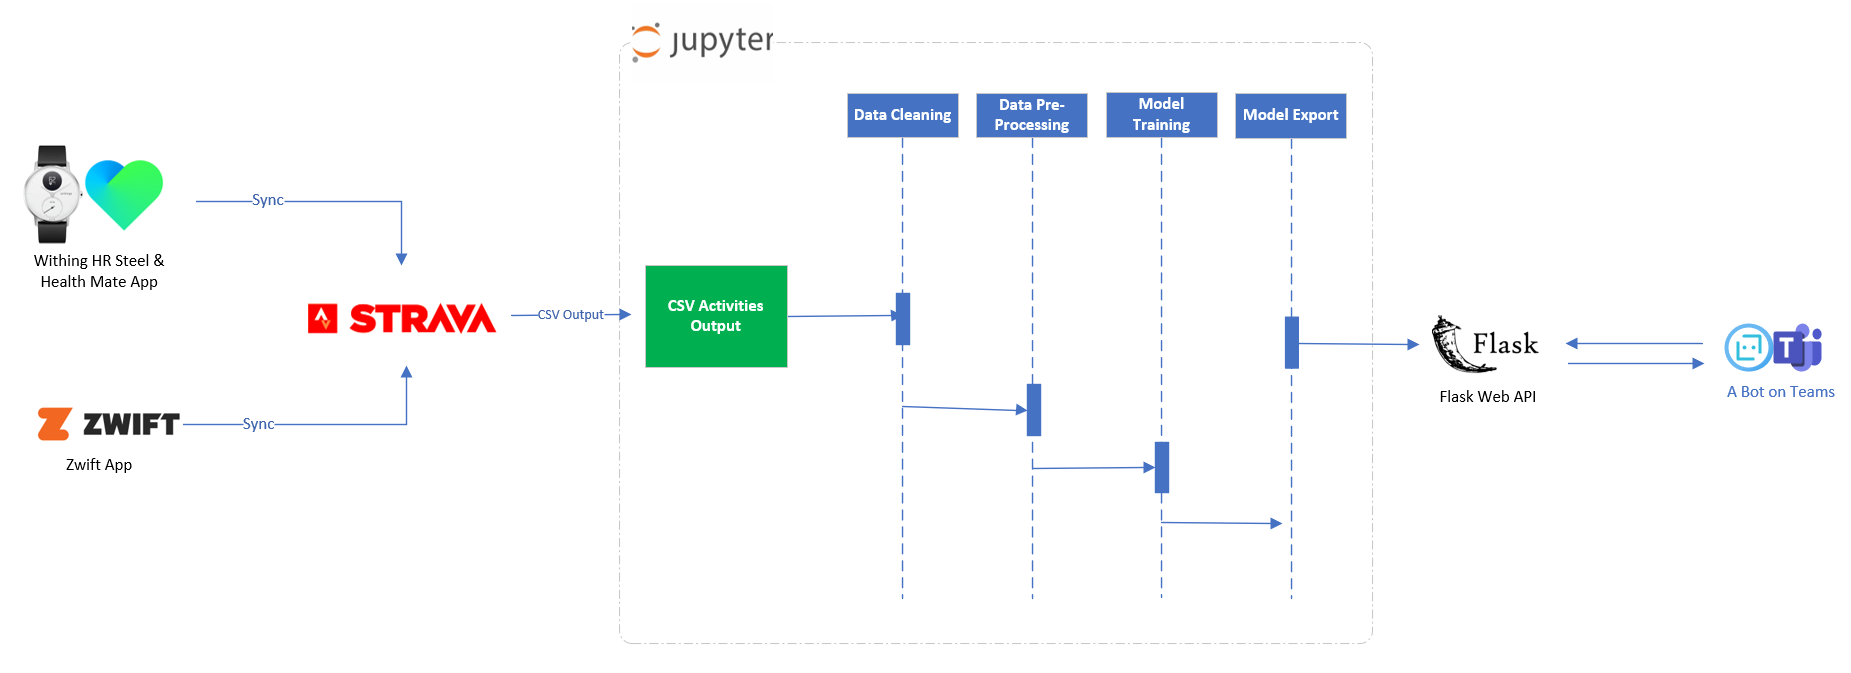 jupyter
Data Cleaning
Data Pre-
Processing
Model
Training
Model Export
Sync
Withing HR Steel &
Health Mate App
STRAVA
CSV Output
CSV Activities
Output
Flask
Flask Web API
T
A Bot on Teams
ZWIFT
Sync
Zwift App